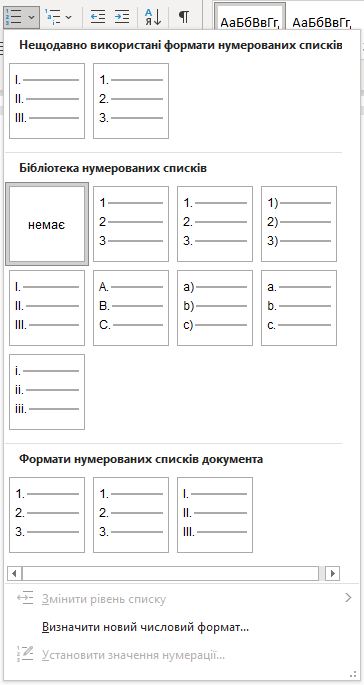 АаБбВвГг, АаБбВвГг,
Нещодавно використані формати нумерованих списків
I. 1.
II. 2.
III. 3.
Бібліотека нумерованих списків
немає
1 1. 1)
2 2. 2)
3 3. 3)
I. A. a) a.
II. B. b) b.
III. C. c) c.
i.
ii.
iii.
Формати нумерованих списків документа
1. 1. I.
2. 2. II.
3. 3. III.
Змінити рівень списку
Визначити новий числовий формат...
Установити значення нумерації...